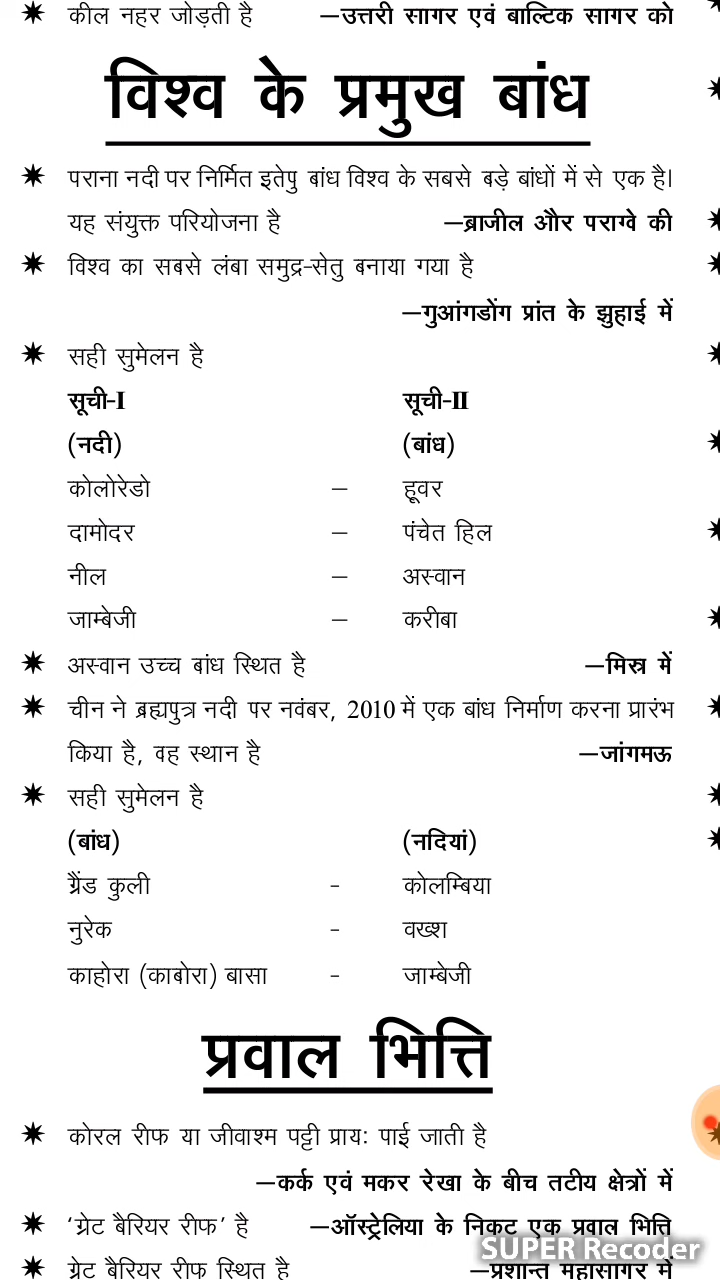 ✷ कील नहर जोड़ती है –उत्तरी सागर एवं बाल्टिक सागर को
विश्व के प्रमुख बांध
✷ पराना नदी पर निर्मित इतेपु बांध विश्व के सबसे बड़े बांधों में से एक है।
यह संयुक्त परियोजना है –ब्राजील और पराग्वे की
✷ विश्व का सबसे लंबा समुद्र-सेतु बनाया गया है
–गुआंगडोंग प्रांत के झुहाई में
✷ सही सुमेलन है
सूची-I सूची-II
(नदी) (बांध)
कोलोरेडो – हूवर
दामोदर – पंचेत हिल
नील – अस्वान
जाम्बेजी – करीबा
✷ अस्वान उच्च बांध स्थित है –मिस्र में
✷ चीन ने ब्रह्मपुत्र नदी पर नवंबर, 2010 में एक बांध निर्माण करना प्रारंभ
किया है, वह स्थान है –जांगमऊ
✷ सही सुमेलन है
(बांध) (नदियां)
ग्रैंड कुली - कोलम्बिया
नुरेक - वख्श
काहोरा (काबोरा) बासा - जाम्बेजी
प्रवाल भित्ति
✷ कोरल रीफ या जीवाश्म पट्टी प्रायः पाई जाती है
–कर्क एवं मकर रेखा के बीच तटीय क्षेत्रों में
✷ ‘ग्रेट बैरियर रीफ’ है –ऑस्ट्रेलिया के निकट एक प्रवाल भित्ति
✷ ग्रेट बैरियर रीफ स्थित है –प्रशान्त महासागर में
SUPER Recoder